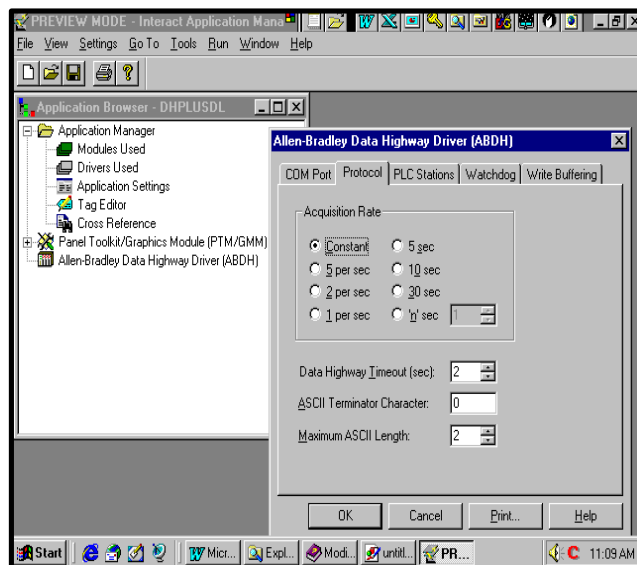 PREVIEW MODE - Interact Application Mana
File View Settings Go To Tools Run Window Help
Application Browser - DHPLUSDL
Application Manager
Modules Used
Drivers Used
Application Settings
Tag Editor
Cross Reference
Panel Toolkit/Graphics Module (PTM/GMM)
Allen-Bradley Data Highway Driver (ABDH)
Allen-Bradley Data Highway Driver (ABDH)
COM Port Protocol PLC Stations Watchdog Write Buffering
Acquisition Rate
Constant 5 sec
5 per sec 10 sec
2 per sec 30 sec
1 per sec 'n' sec 1
Data Highway Timeout (sec): 2
ASCII Terminator Character: 0
Maximum ASCII Length: 2
OK Cancel Print... Help
Start Micr... Expl... Modi... untitl... PR... 11:09 AM